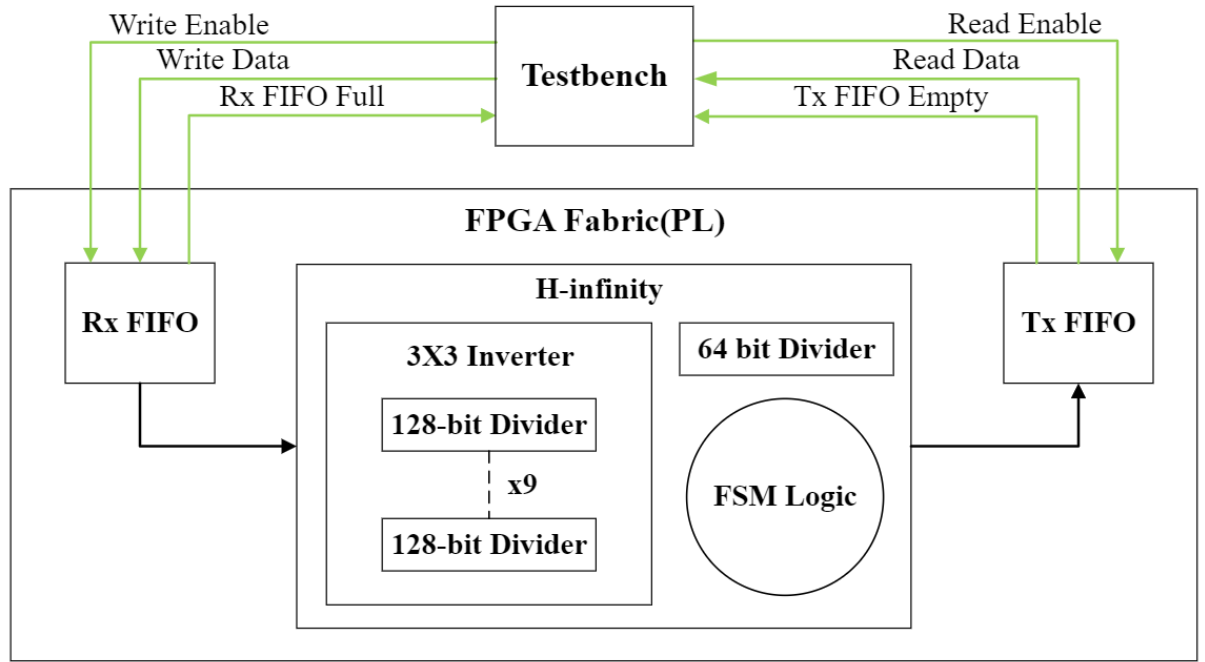 Write Enable
Read Enable
Write Data
Testbench
Read Data
Rx FIFO Full
Tx FIFO Empty
FPGA Fabric(PL)
H-infinity
Rx FIFO
Tx FIFO
3X3 Inverter
64 bit Divider
128-bit Divider
x9
FSM Logic
128-bit Divider